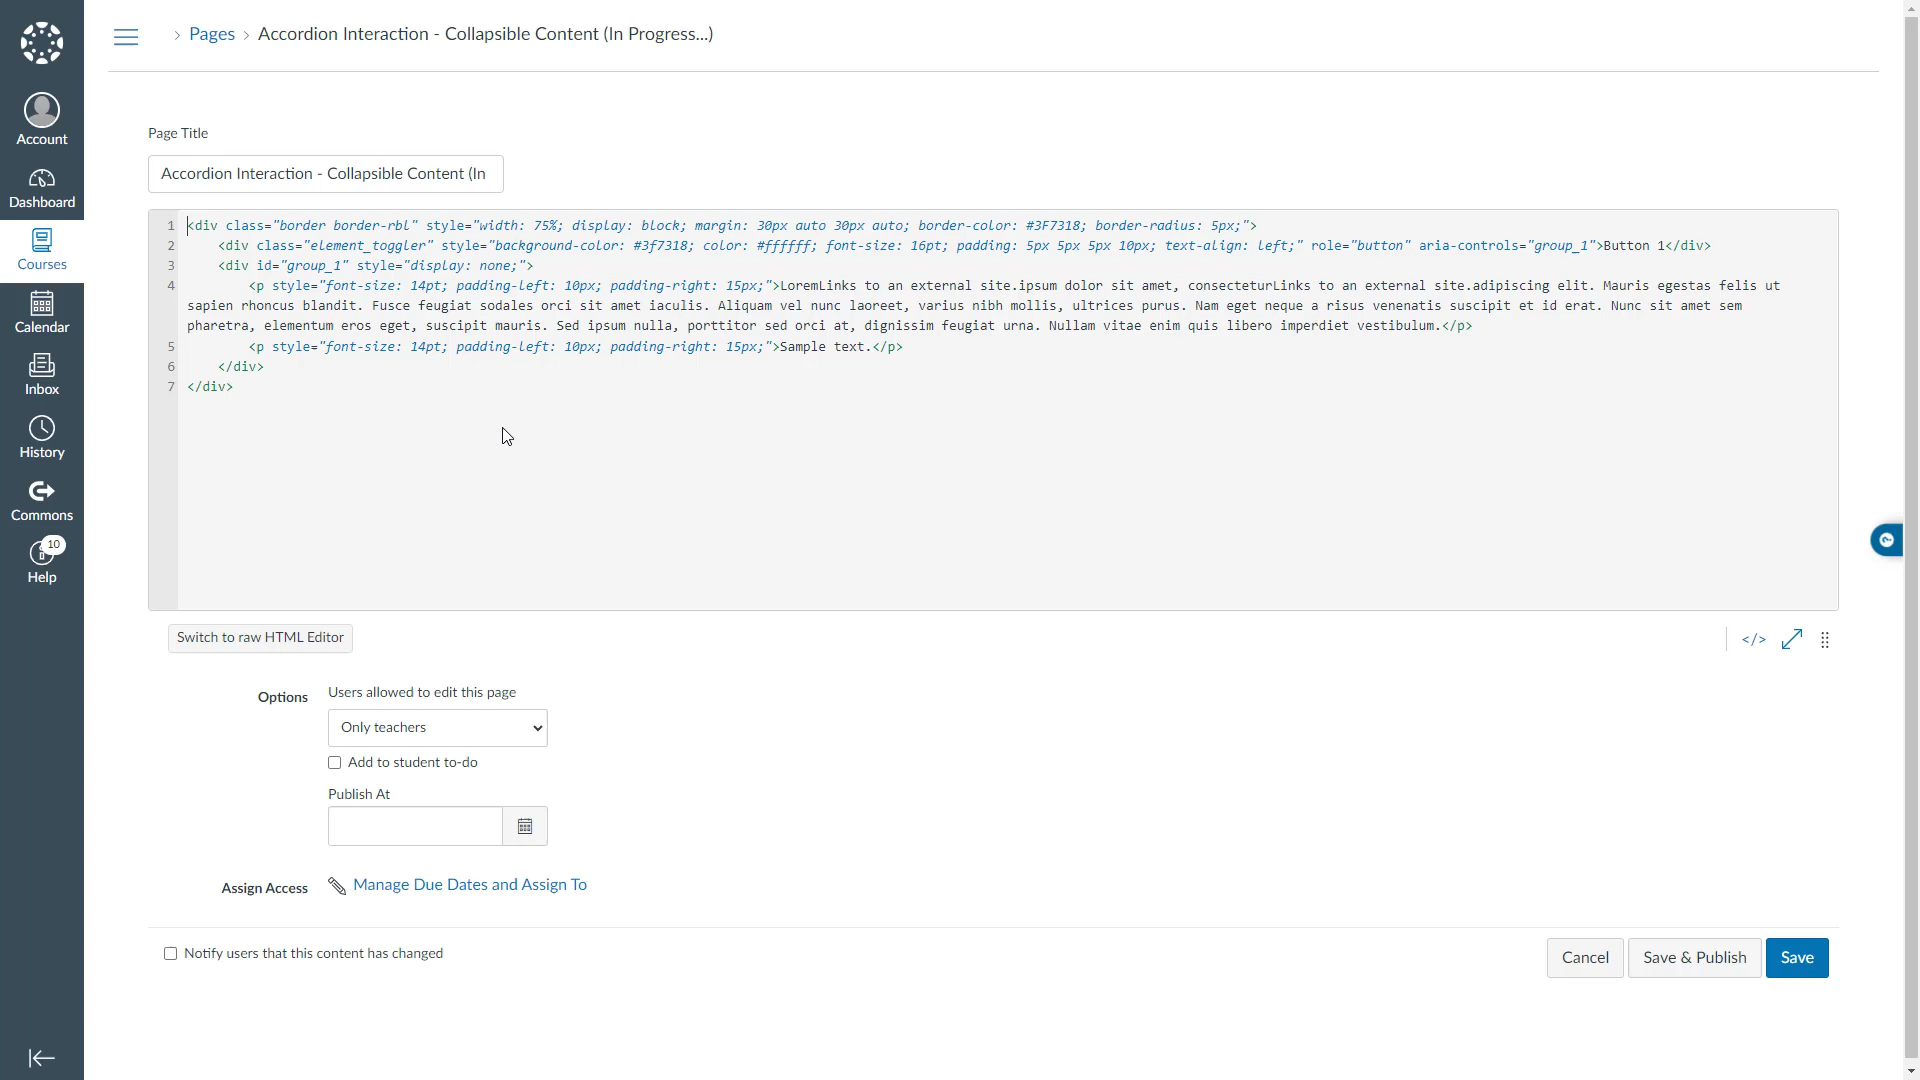 Pages > Accordion Interaction - Collapsible Content (In Progress...)
Account
Dashboard
Courses
Calendar
Inbox
History
Commons
10
Help
Page Title
Accordion Interaction - Collapsible Content (In
1 <div class="border border-rbl" style="width: 75%; display: block; margin: 30px auto 30px auto; border-color: #3F7318; border-radius: 5px;">
2 <div class="element_toggler" style="background-color: #3f7318; color: #ffffff; font-size: 16pt; padding: 5px 5px 5px 10px; text-align: left;" role="button" aria-controls="group_1">Button 1</div>
3 <div id="group_1" style="display: none;">
4 <p style="font-size: 14pt; padding-left: 10px; padding-right: 15px;">LoremLinks to an external site.ipsum dolor sit amet, consecteturLinks to an external site.adipiscing elit. Mauris egestas felis ut
sapien rhoncus blandit. Fusce feugiat sodales orci sit amet iaculis. Aliquam vel nunc laoreet, varius nibh mollis, ultrices purus. Nam eget neque a risus venenatis suscipit et id erat. Nunc sit amet sem
pharetra, elementum eros eget, suscipit mauris. Sed ipsum nulla, porttitor sed orci at, dignissim feugiat urna. Nullam vitae enim quis libero imperdiet vestibulum.</p>
5 <p style="font-size: 14pt; padding-left: 10px; padding-right: 15px;">Sample text.</p>
6 </div>
7 </div>
Switch to raw HTML Editor
</>
Options
Users allowed to edit this page
Only teachers
Add to student to-do
Publish At
Assign Access
Manage Due Dates and Assign To
Notify users that this content has changed
Cancel
Save & Publish
Save